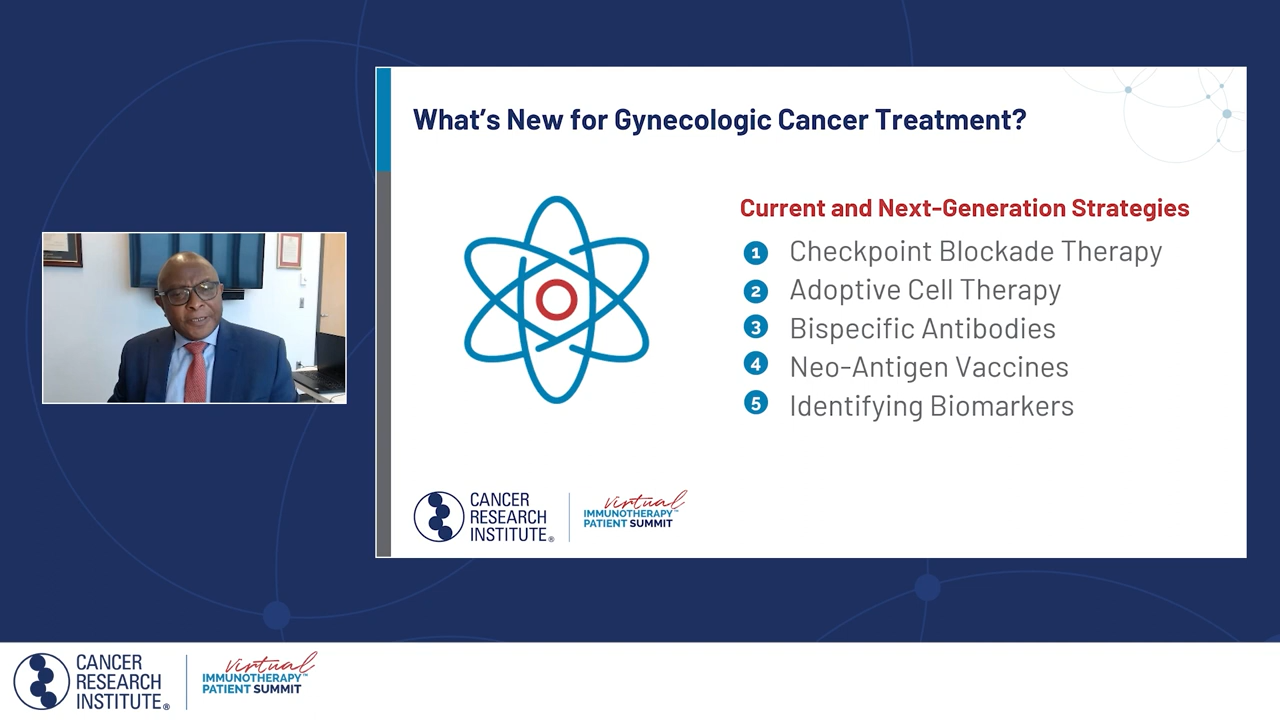 What's New for Gynecologic Cancer Treatment?
Current and Next-Generation Strategies
1 Checkpoint Blockade Therapy
2 Adoptive Cell Therapy
3 Bispecific Antibodies
4 Neo-Antigen Vaccines
5 Identifying Biomarkers
CANCER
RESEARCH
INSTITUTE®
virtual
IMMUNOTHERAPY™
PATIENT SUMMIT
CANCER
RESEARCH
INSTITUTE®
virtual
IMMUNOTHERAPY™
PATIENT SUMMIT